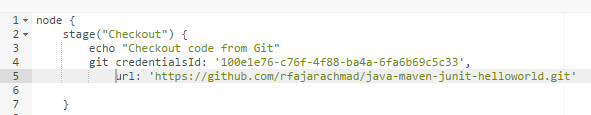 1 node {
2 stage("Checkout") {
3 echo "Checkout code from Git"
4 git credentialsId: '100e1e76-c76f-4f88-ba4a-6fa6b69c5c33',
5 url: 'https://github.com/rfajarachmad/java-maven-junit-helloworld.git'
6
7 }